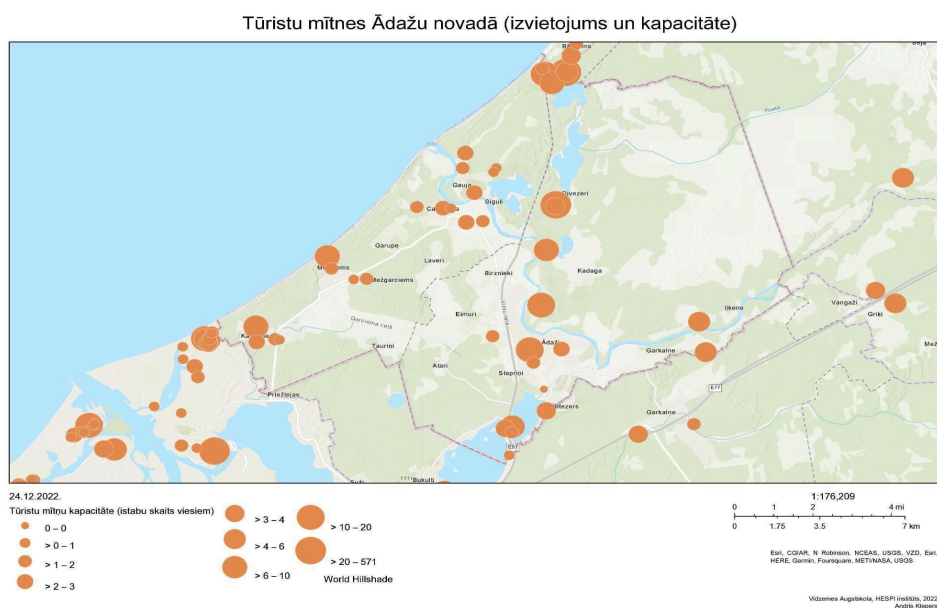 Tūristu mītnes Ādažu novadā (izvietojums un kapacitāte)
Puska
Gauja
Siguļi
Garupe
Laveri
Birznieki
Kadaga
Mežgarciems
Eimuri
Garciema ceļš
Ilkene
Vangaži
Griķi
Tauriņi
Ādaži
Atari
Stapriņi
Garkalne
E77
Priežlejas
Garkalne
E67
Bukulti
24.12.2022.
Tūristu mītņu kapacitāte (istabu skaits viesiem)
0 – 0
> 0 – 1
> 1 – 2
> 2 – 3
> 3 – 4
> 4 – 6
> 6 – 10
> 10 – 20
> 20 – 571
World Hillshade
1:176,209
0 1 2 4 mi
0 1.75 3.5 7 km
Esri, CGIAR, N Robinson, NCEAS, USGS, VZD, Esri,
HERE, Garmin, Foursquare, METI/NASA, USGS
Vidzemes Augstskola, HESPI institūts, 2022
Andris Klepers